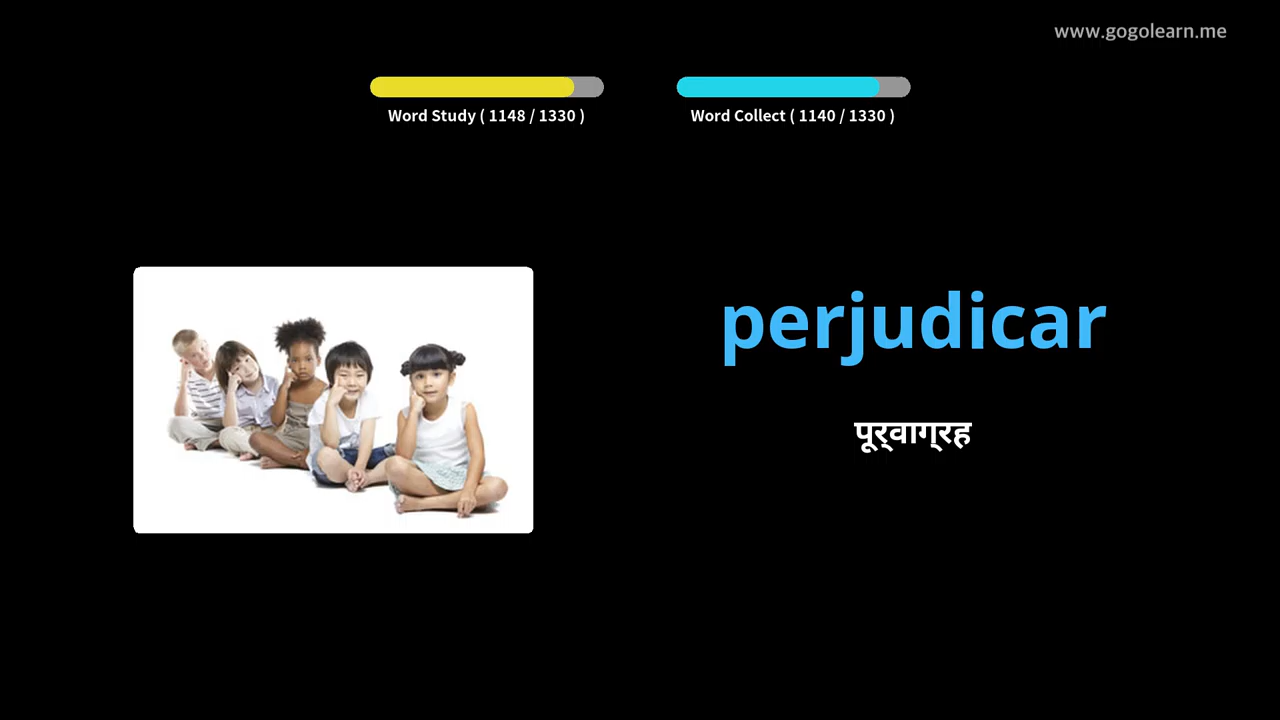 www.gogolearn.me
Word Study ( 1148 / 1330 )
Word Collect ( 1140 / 1330 )
perjudicar
पूर्वाग्रह